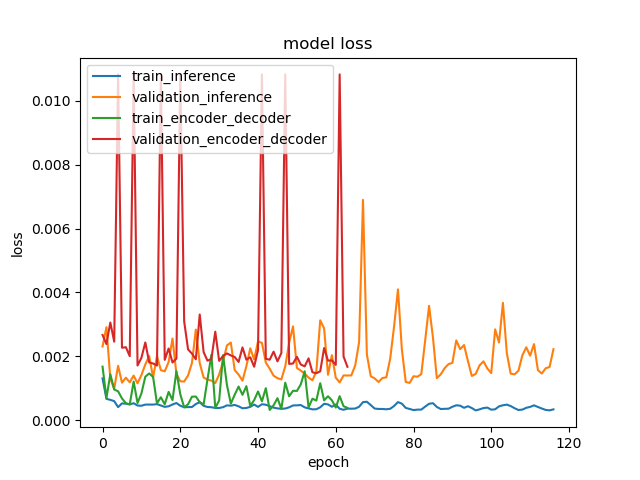 model loss
train_inference
validation_inference
train_encoder_decoder
validation_encoder_decoder
loss
0.010
0.008
0.006
0.004
0.002
0.000
0 20 40 60 80 100 120
epoch